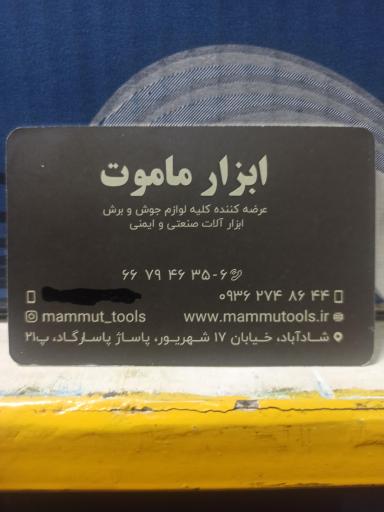 ابزار ماموت
عرضه کننده کلیه لوازم جوش و برش
ابزار آلات صنعتی و ایمنی
۶۶ ۷۹ ۴۶ ۳۵-۶
۰۹۳۶ ۲۷۴ ۸۶ ۴۴
mammut_tools www.mammutools.ir
شادآباد، خیابان ۱۷ شهریور، پاساژ پاسارگاد، پ۲۱